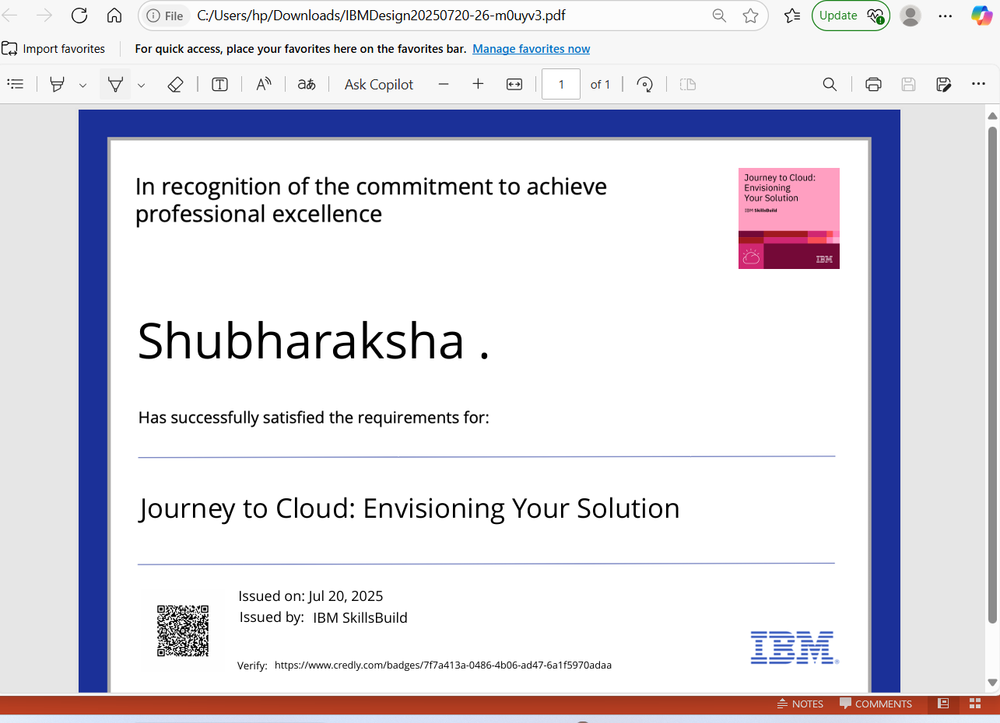 File C:/Users/hp/Downloads/IBMDesign20250720-26-m0uyv3.pdf Update
Import favorites For quick access, place your favorites here on the favorites bar. Manage favorites now
T A aあ Ask Copilot 1 of 1
In recognition of the commitment to achieve
professional excellence
Journey to Cloud:
Envisioning
Your Solution
IBM SkillsBuild
IBM
Shubharaksha .
Has successfully satisfied the requirements for:
Journey to Cloud: Envisioning Your Solution
Issued on: Jul 20, 2025
Issued by: IBM SkillsBuild
IBM®
Verify: https://www.credly.com/badges/7f7a413a-0486-4b06-ad47-6a1f5970adaa
NOTES COMMENTS